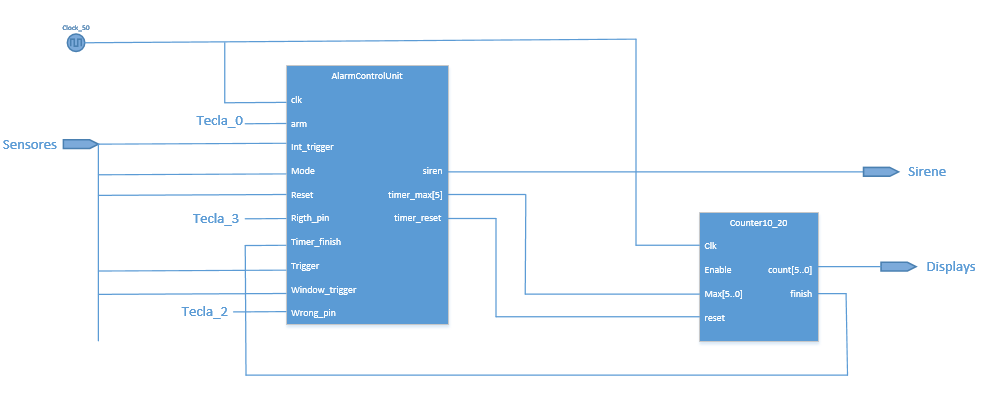 Clock_50
AlarmControlUnit
clk
Tecla_0
arm
Sensores
Int_trigger
Mode
siren
Sirene
Reset
timer_max[5]
Tecla_3
Rigth_pin
timer_reset
Counter10_20
Timer_finish
Clk
Trigger
Enable
count[5..0]
Displays
Window_trigger
Max[5..0]
finish
Tecla_2
Wrong_pin
reset